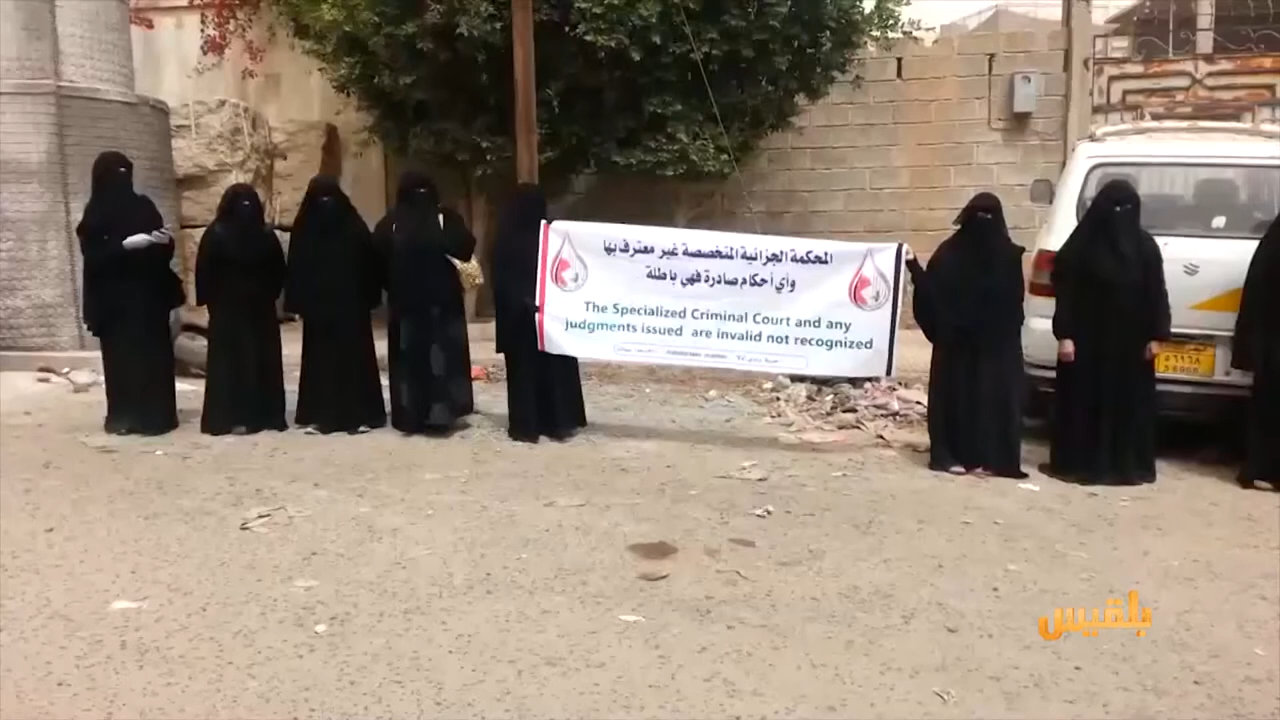 المحكمة الجزائية المتخصصة غير معترف بها
وأي أحكام صادرة فهي باطلة
The Specialized Criminal Court and any
judgments issued are invalid not recognized
بلقيس